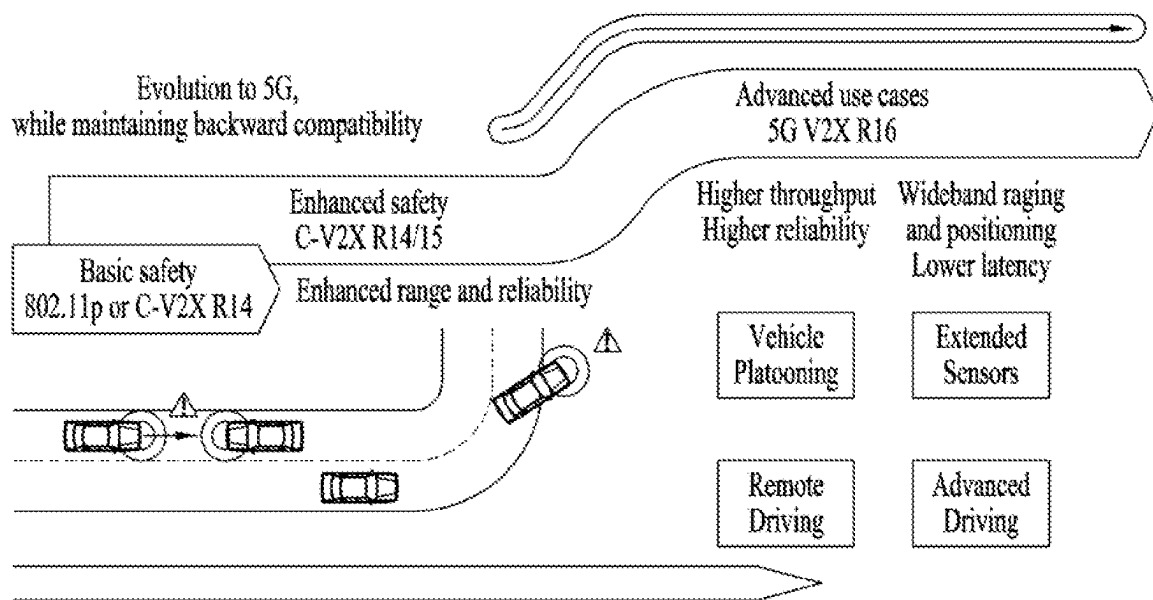 Evolution to 5G,
while maintaining backward compatibility
Advanced use cases
5G V2X R16
Enhanced safety
C-V2X R14/15
Basic safety
802.11p or C-V2X R14
Enhanced range and reliability
Higher throughput
Higher reliability
Wideband raging
and positioning
Lower latency
Vehicle
Platooning
Extended
Sensors
Remote
Driving
Advanced
Driving